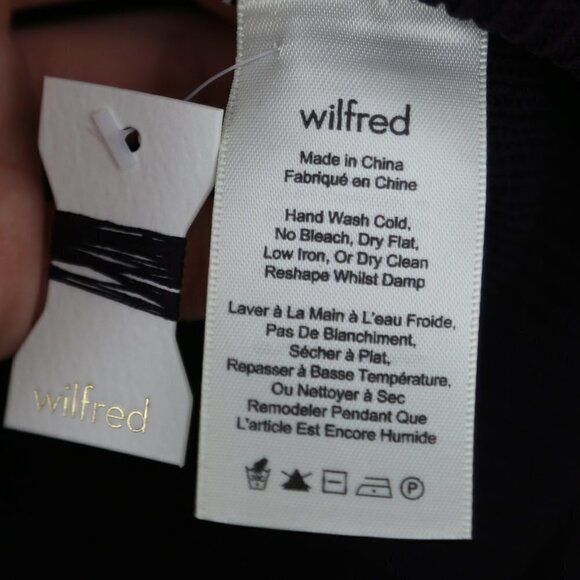 wilfred
Made in China
Fabriqué en Chine
Hand Wash Cold,
No Bleach, Dry Flat,
Low Iron, Or Dry Clean
Reshape Whilst Damp
Laver à La Main à L'eau Froide,
Pas De Blanchiment,
Sécher à Plat,
Repasser à Basse Température,
Ou Nettoyer à Sec
Remodeler Pendant Que
L'article Est Encore Humide
P
wilfred